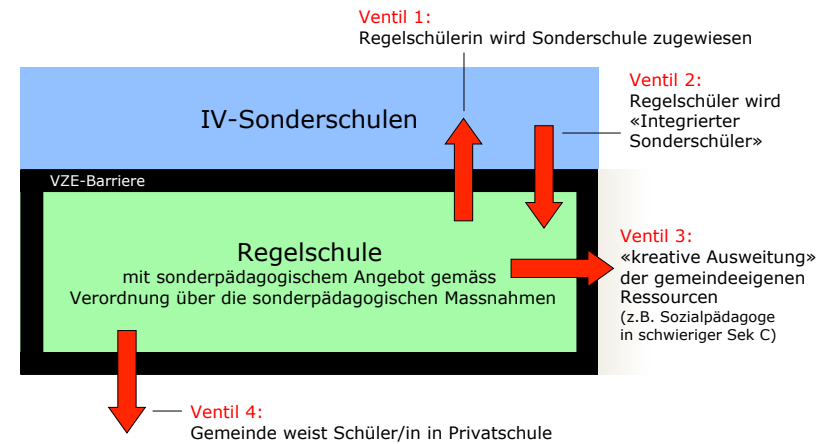 Ventil 1:
Regelschülerin wird Sonderschule zugewiesen
Ventil 2:
Regelschüler wird
«Integrierter
Sonderschüler»
IV-Sonderschulen
VZE-Barriere
Regelschule
mit sonderpädagogischem Angebot gemäss
Verordnung über die sonderpädagogischen Massnahmen
Ventil 3:
«kreative Ausweitung»
der gemeindeeigenen
Ressourcen
(z.B. Sozialpädagoge
in schwieriger Sek C)
Ventil 4:
Gemeinde weist Schüler/in in Privatschule